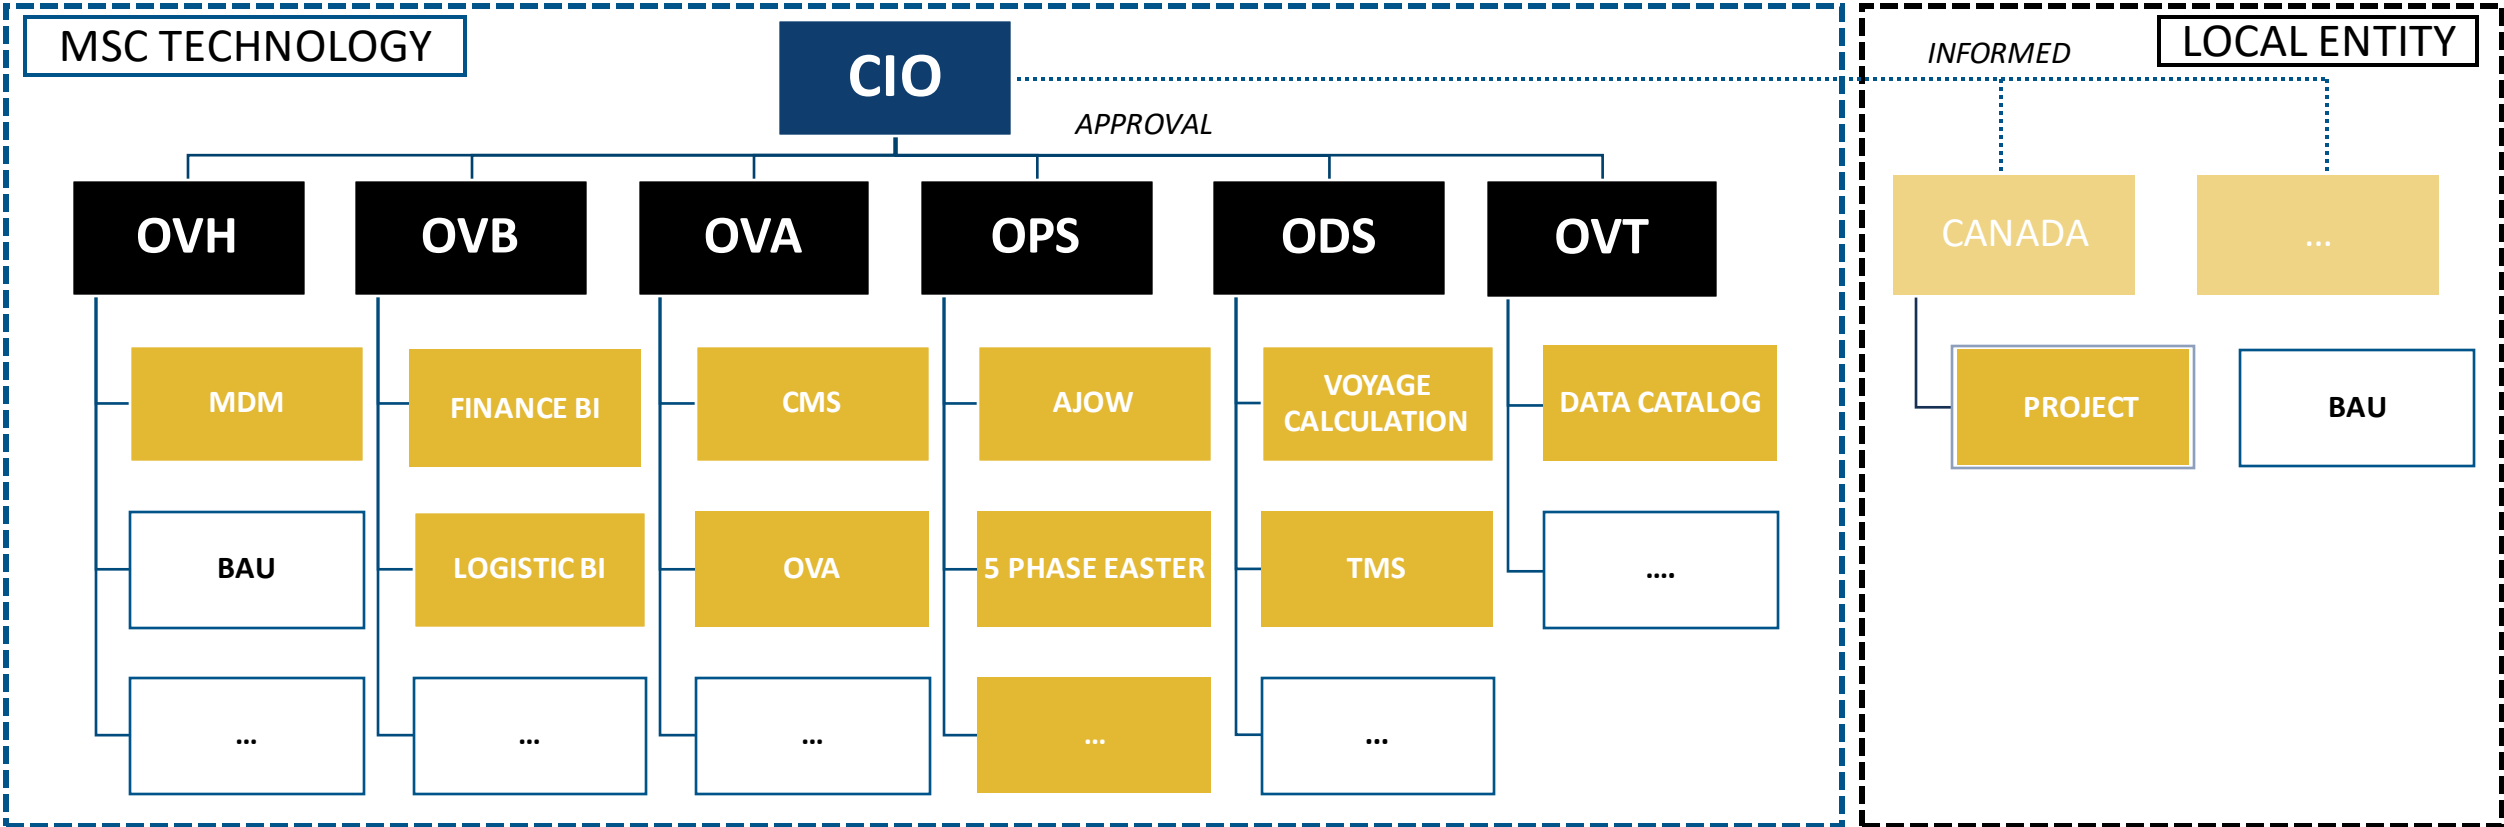 MSC TECHNOLOGY
CIO
APPROVAL
INFORMED
LOCAL ENTITY
OVH
OVB
OVA
OPS
ODS
OVT
CANADA
...
MDM
FINANCE BI
CMS
AJOW
VOYAGE
CALCULATION
DATA CATALOG
PROJECT
BAU
BAU
LOGISTIC BI
OVA
5 PHASE EASTER
TMS
....
...
...
...
...
...